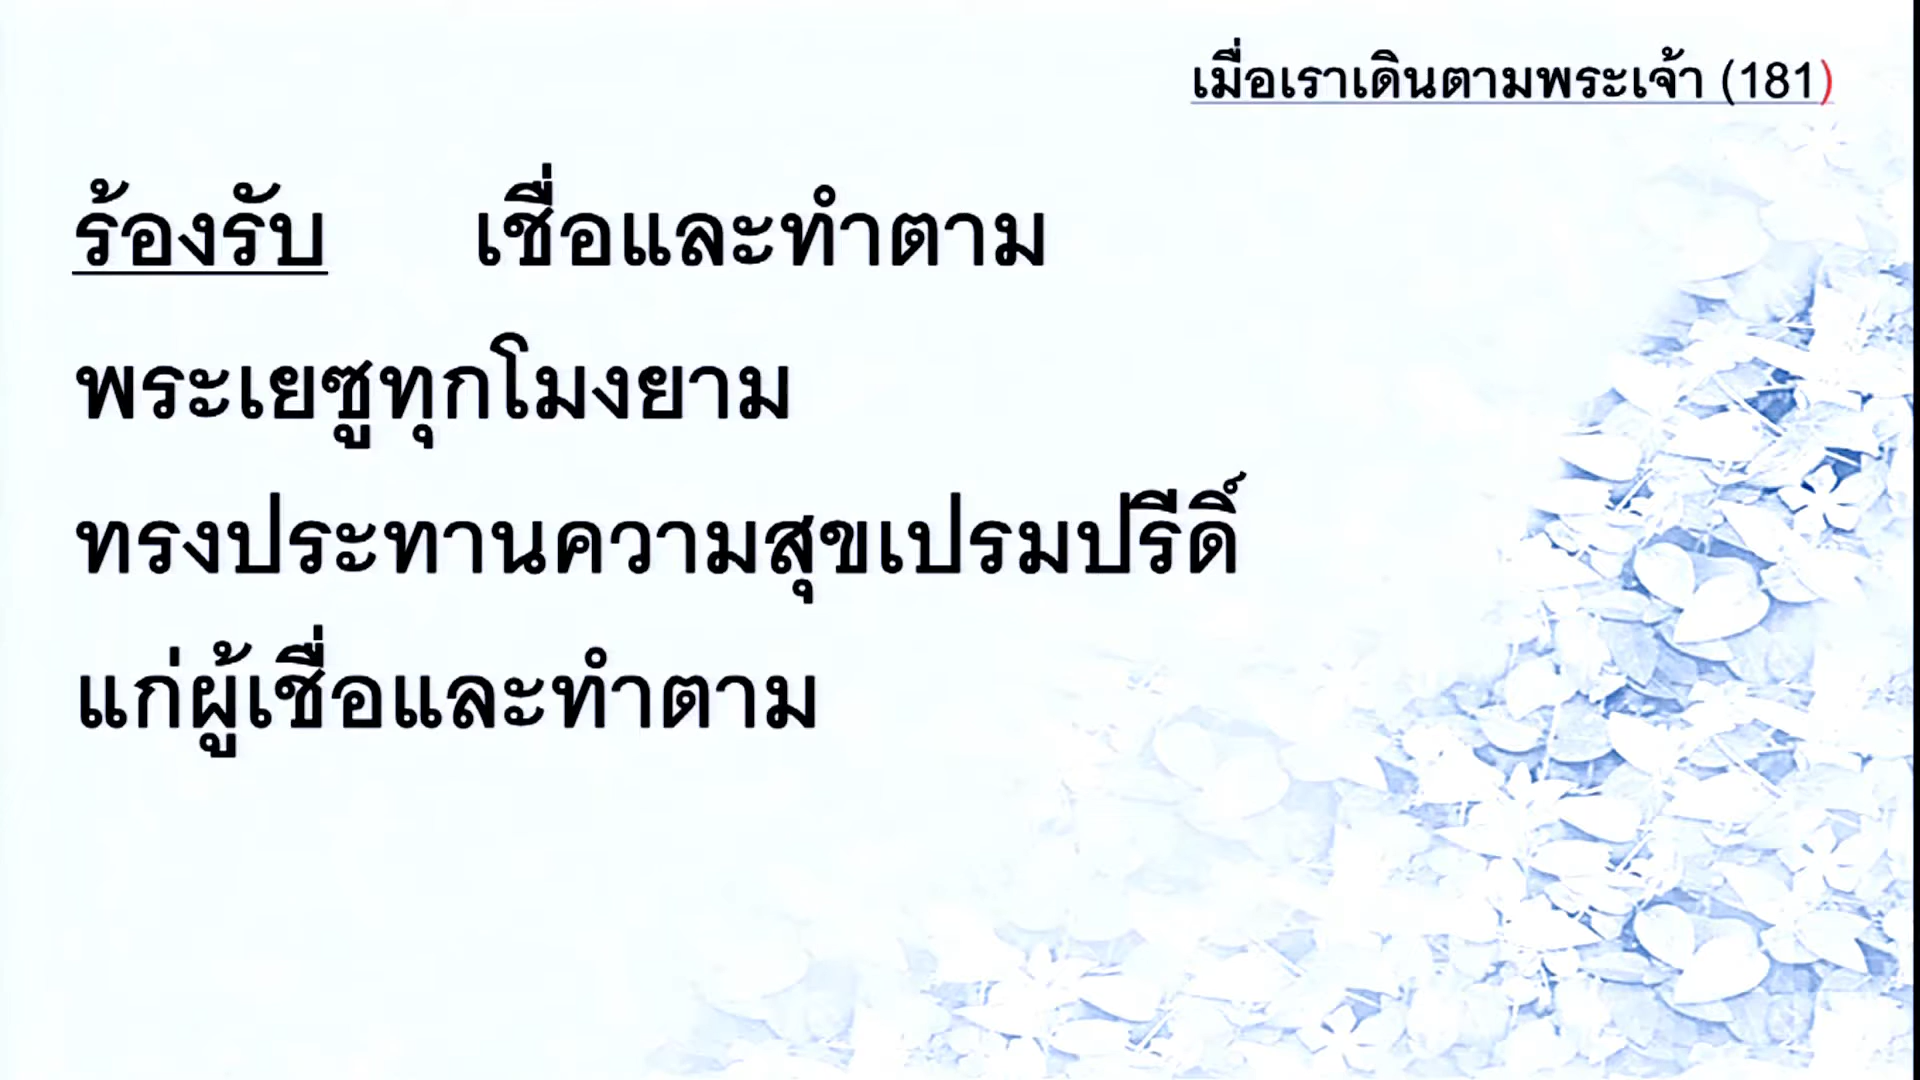 เมื่อเราเดินตามพระเจ้า (181)
ร้องรับ เชื่อและทำตาม
พระเยซูทุกโมงยาม
ทรงประทานความสุขเปรมปรีดิ์
แก่ผู้เชื่อและทำตาม